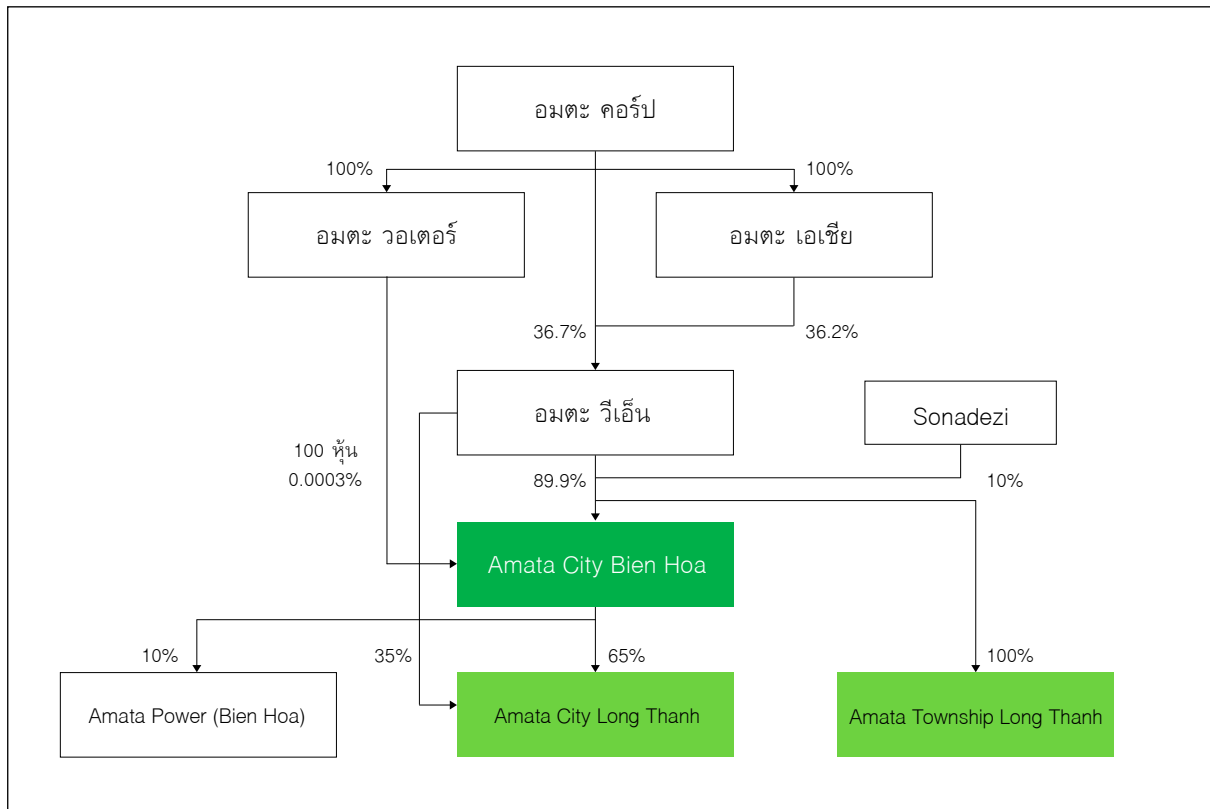 อมตะ คอร์ป
100%
100%
อมตะ วอเตอร์
อมตะ เอเชีย
36.7%
36.2%
อมตะ วีเอ็น
Sonadezi
100 หุ้น
0.0003%
89.9%
10%
Amata City Bien Hoa
10%
35%
65%
100%
Amata Power (Bien Hoa)
Amata City Long Thanh
Amata Township Long Thanh